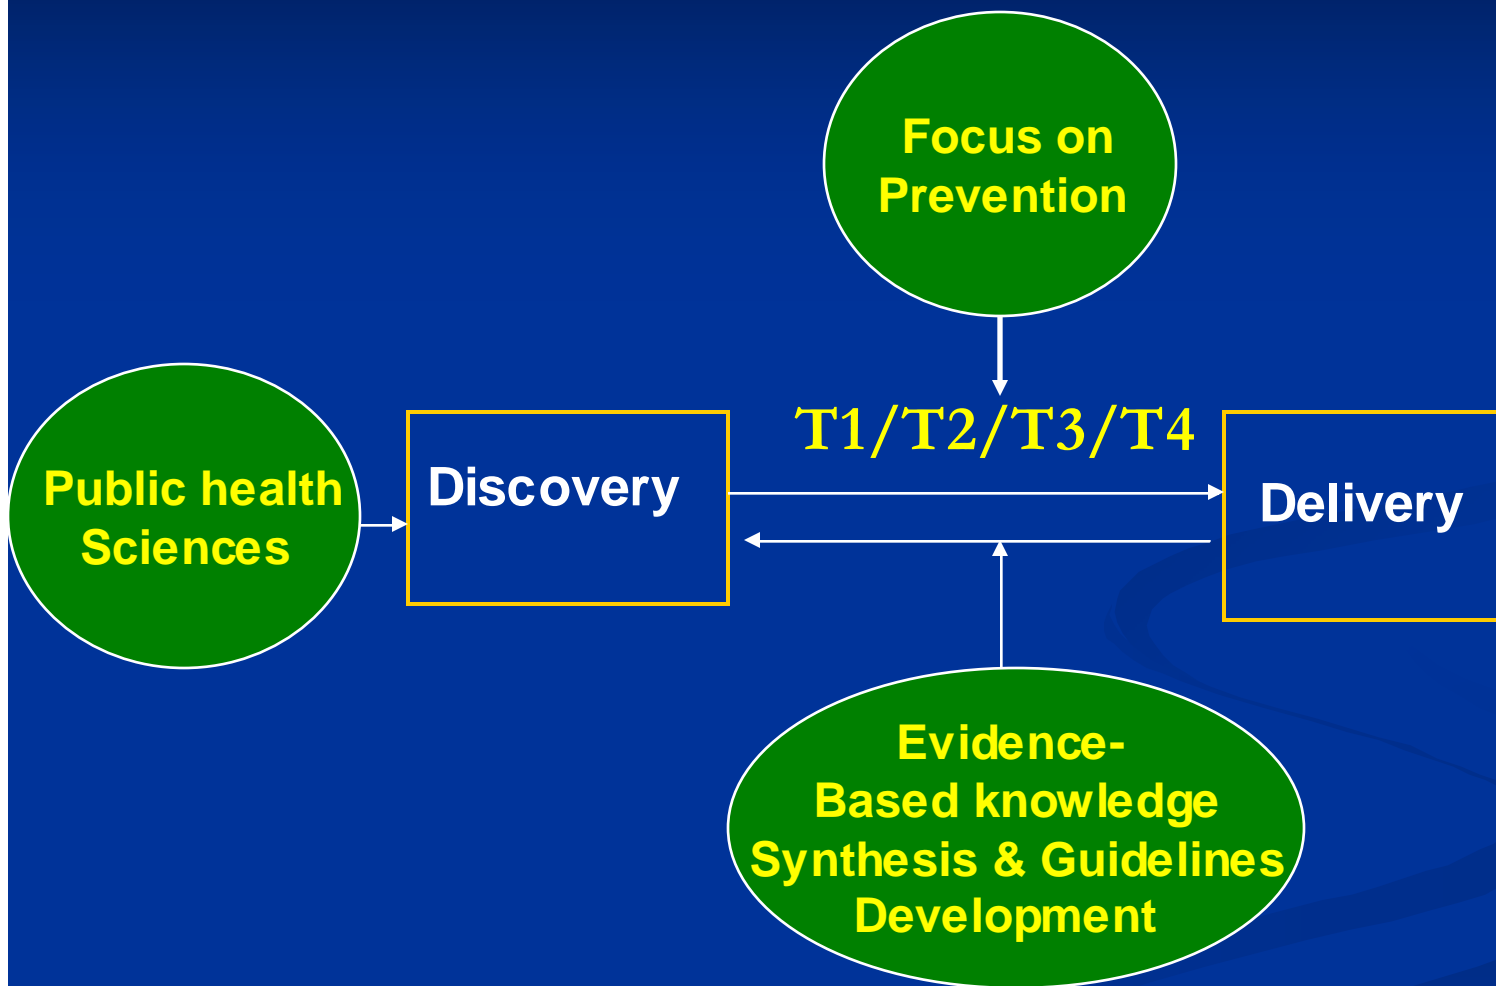 Focus on
Prevention
T1/T2/T3/T4
Public health
Sciences
Discovery
Delivery
Evidence-
Based knowledge
Synthesis & Guidelines
Development